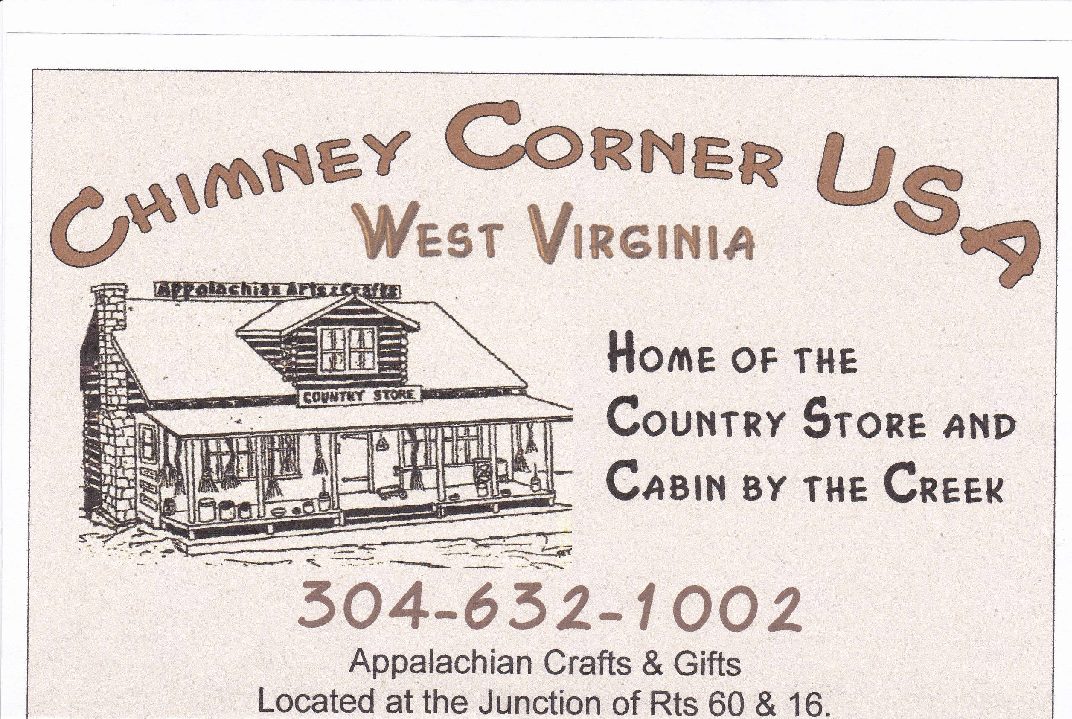 CHIMNEY CORNER USA
WEST VIRGINIA
Appalachian Arts & Crafts
COUNTRY STORE
HOME OF THE
COUNTRY STORE AND
CABIN BY THE CREEK
304-632-1002
Appalachian Crafts & Gifts
Located at the Junction of Rts 60 & 16.